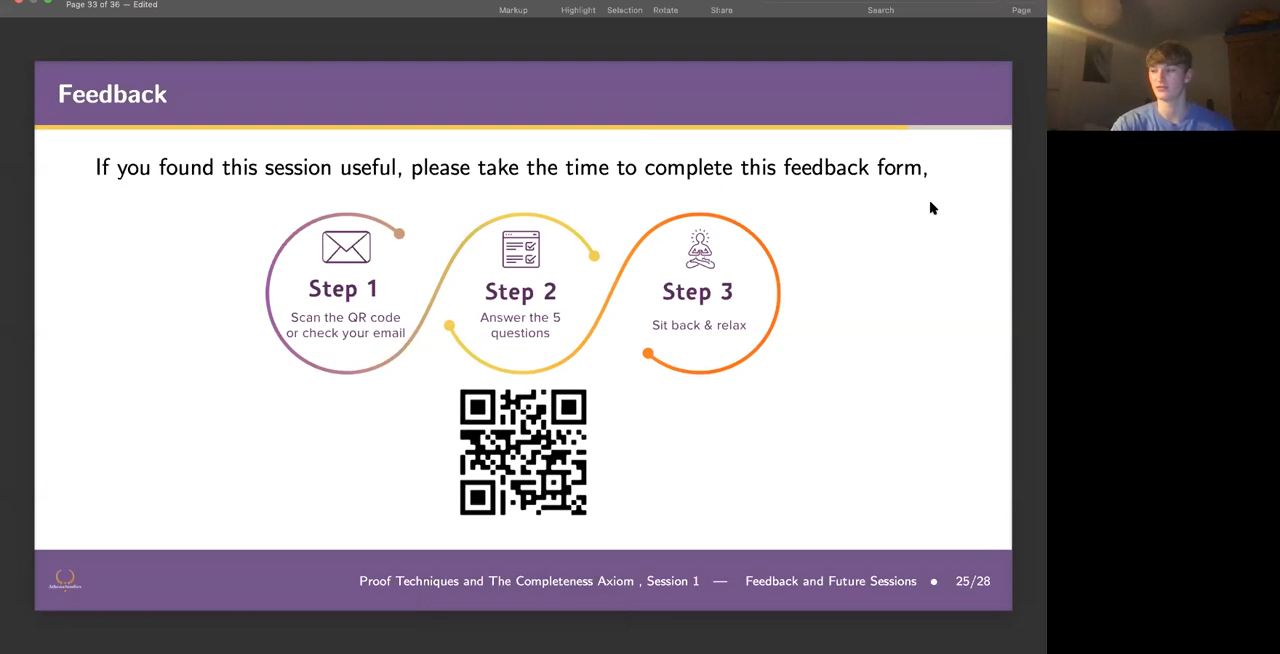 Page 33 of 36 — Edited
Markup Highlight Selection Rotate Share Search Page
Feedback
If you found this session useful, please take the time to complete this feedback form,
Step 1
Scan the QR code
or check your email
Step 2
Answer the 5
questions
Step 3
Sit back & relax
Proof Techniques and The Completeness Axiom , Session 1 — Feedback and Future Sessions • 25/28